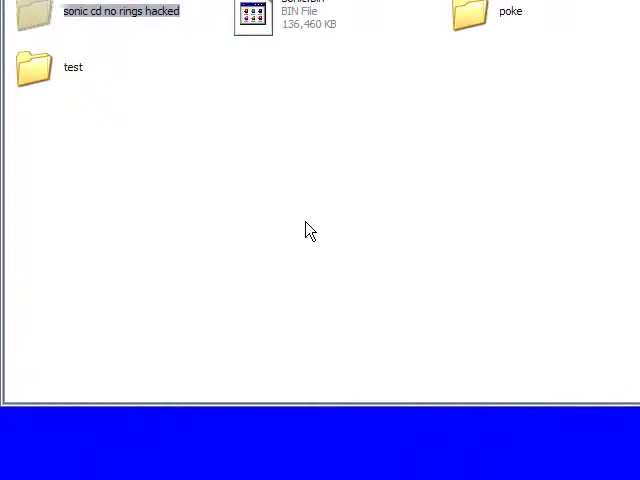 sonic cd no rings hacked
BIN File
136,460 KB
poke
test